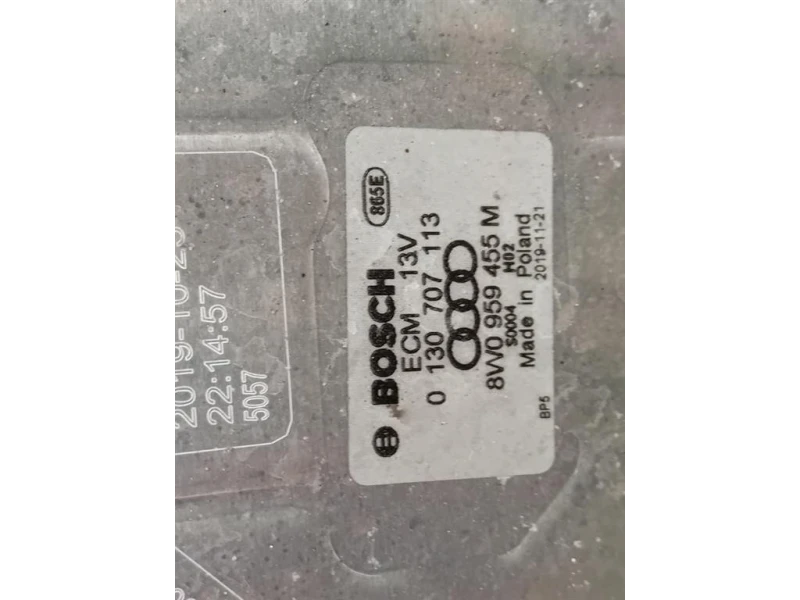 2019-10-23
22:14:57
5057
865E
BOSCH
ECM 13V
0 130 707 113
8W0 959 455 M
S0004 H02
Made in Poland
BP5 2019-11-21